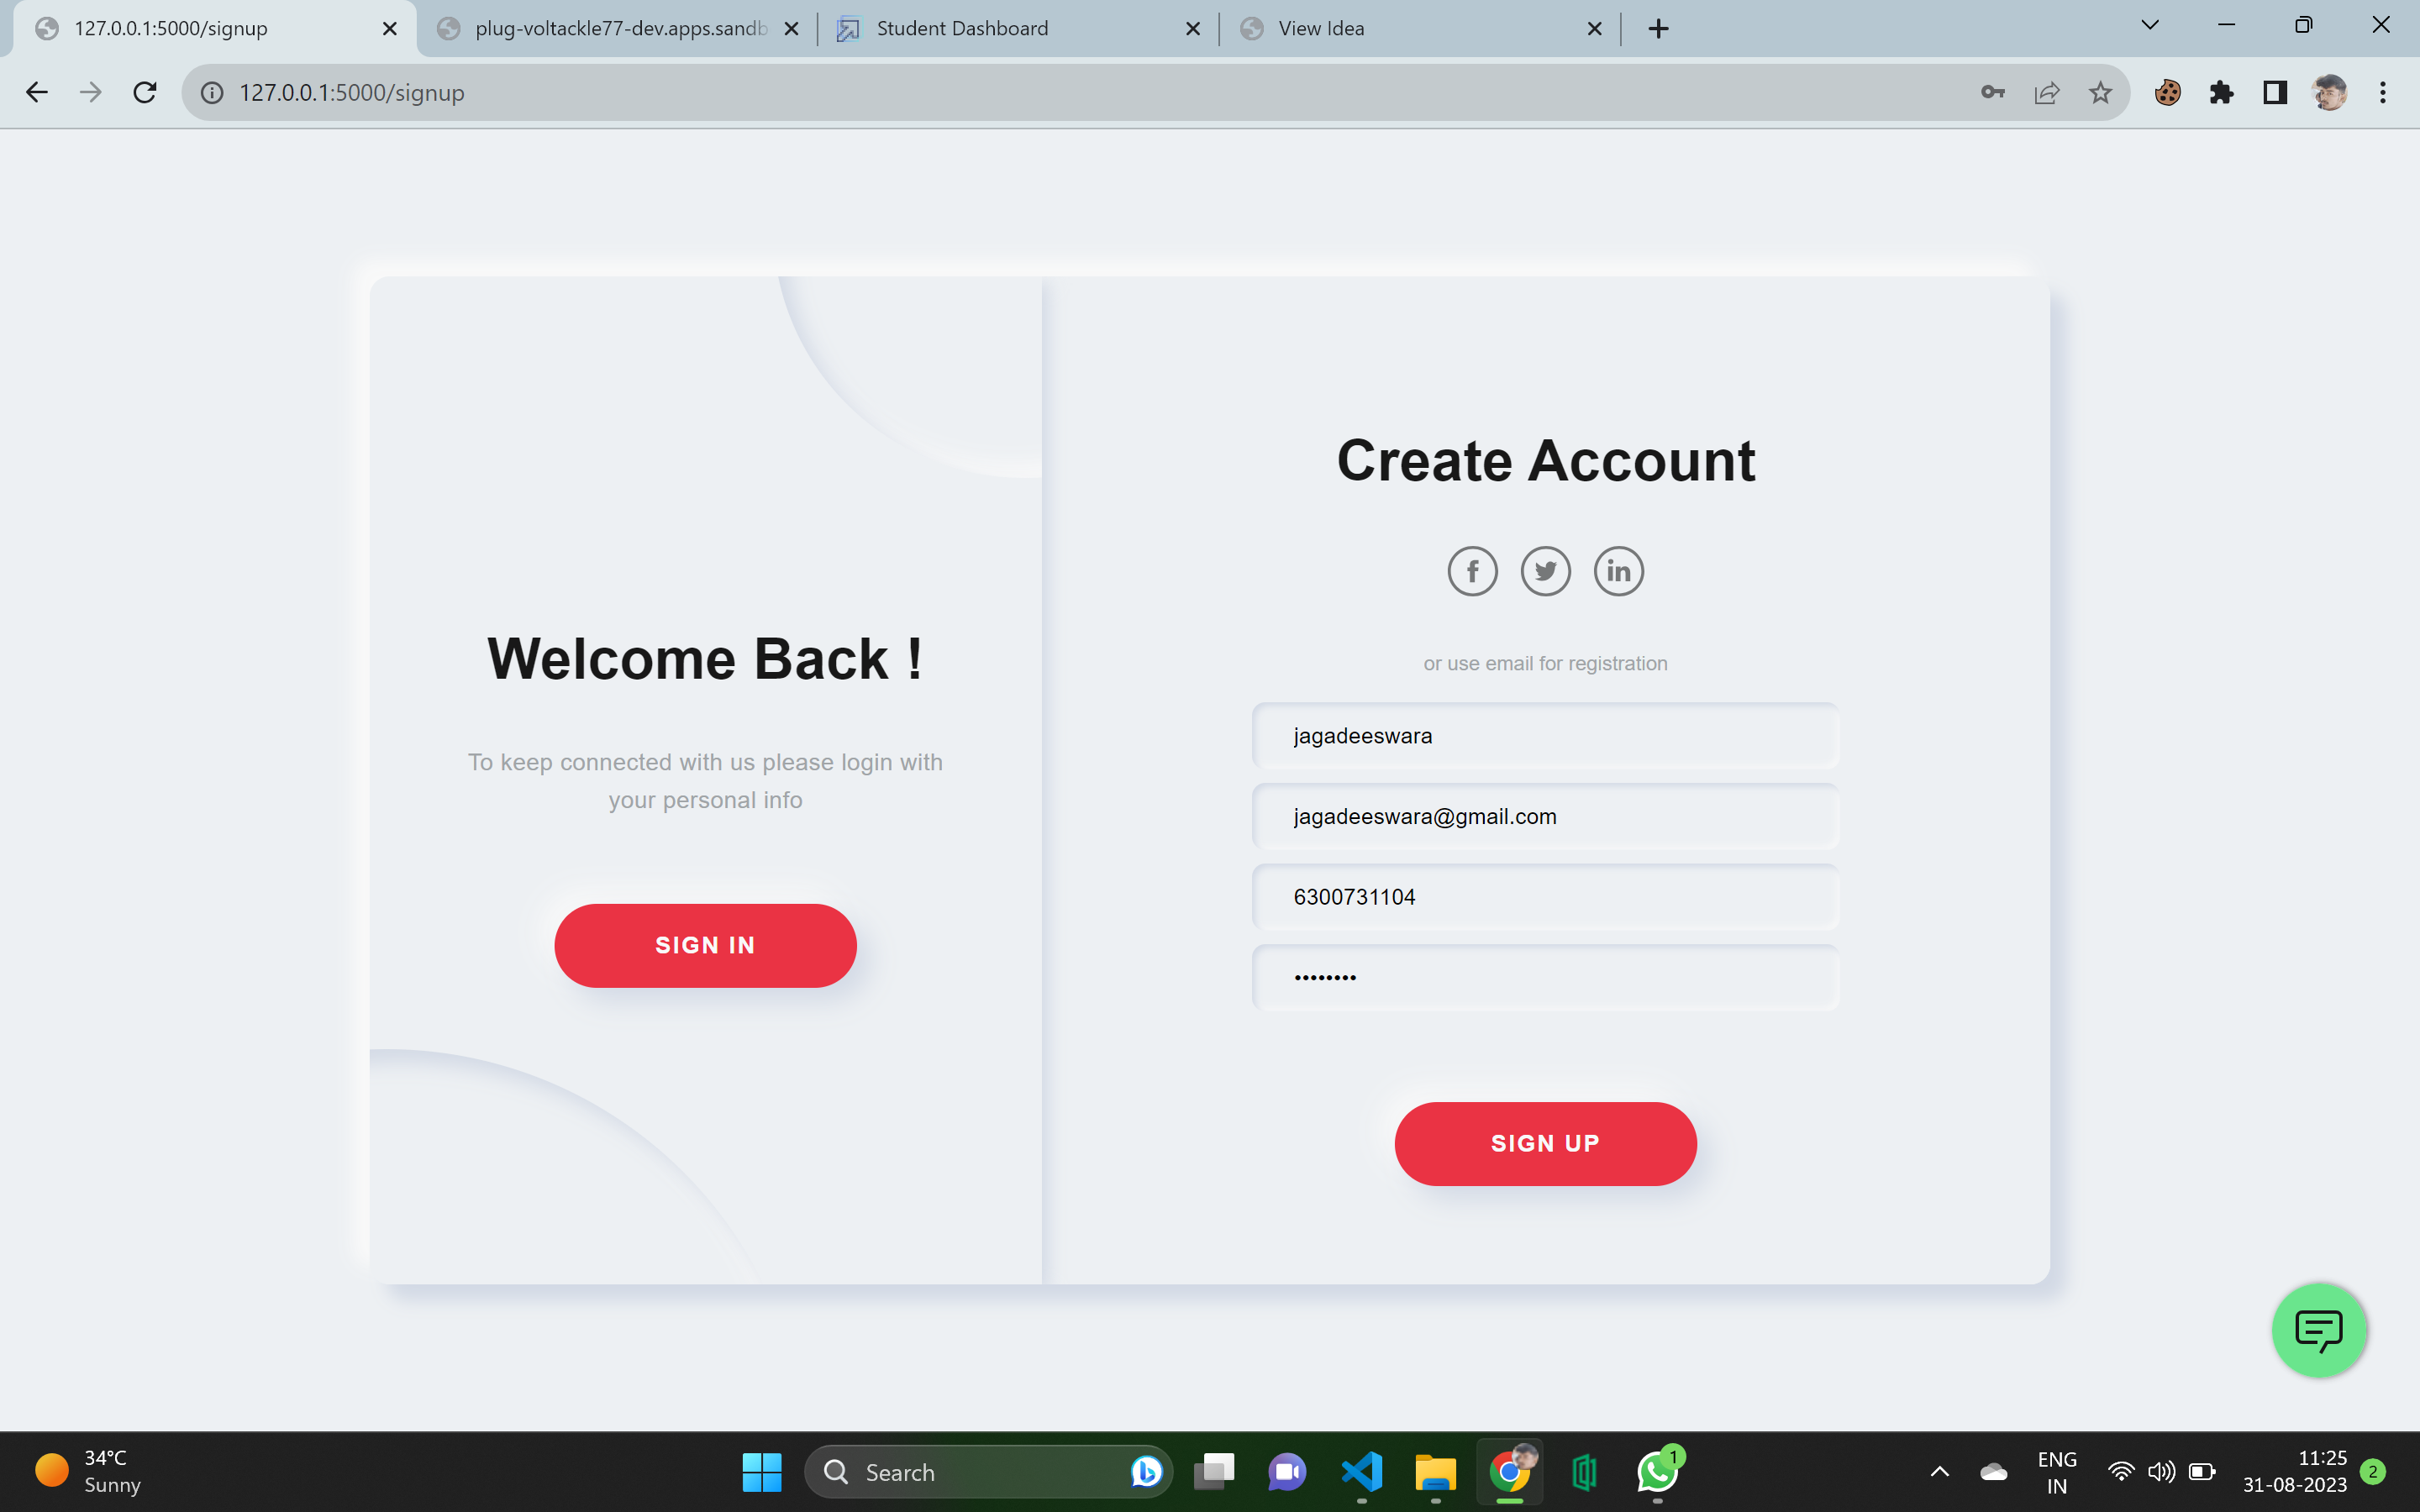 127.0.0.1:5000/signup
plug-voltackle77-dev.apps.sandb
Student Dashboard
View Idea
127.0.0.1:5000/signup
Welcome Back !
To keep connected with us please login with
your personal info
SIGN IN
Create Account
f
in
or use email for registration
jagadeeswara
jagadeeswara@gmail.com
6300731104
••••••••
SIGN UP
34°C
Sunny
Search
1
ENG
IN
11:25
31-08-2023
2